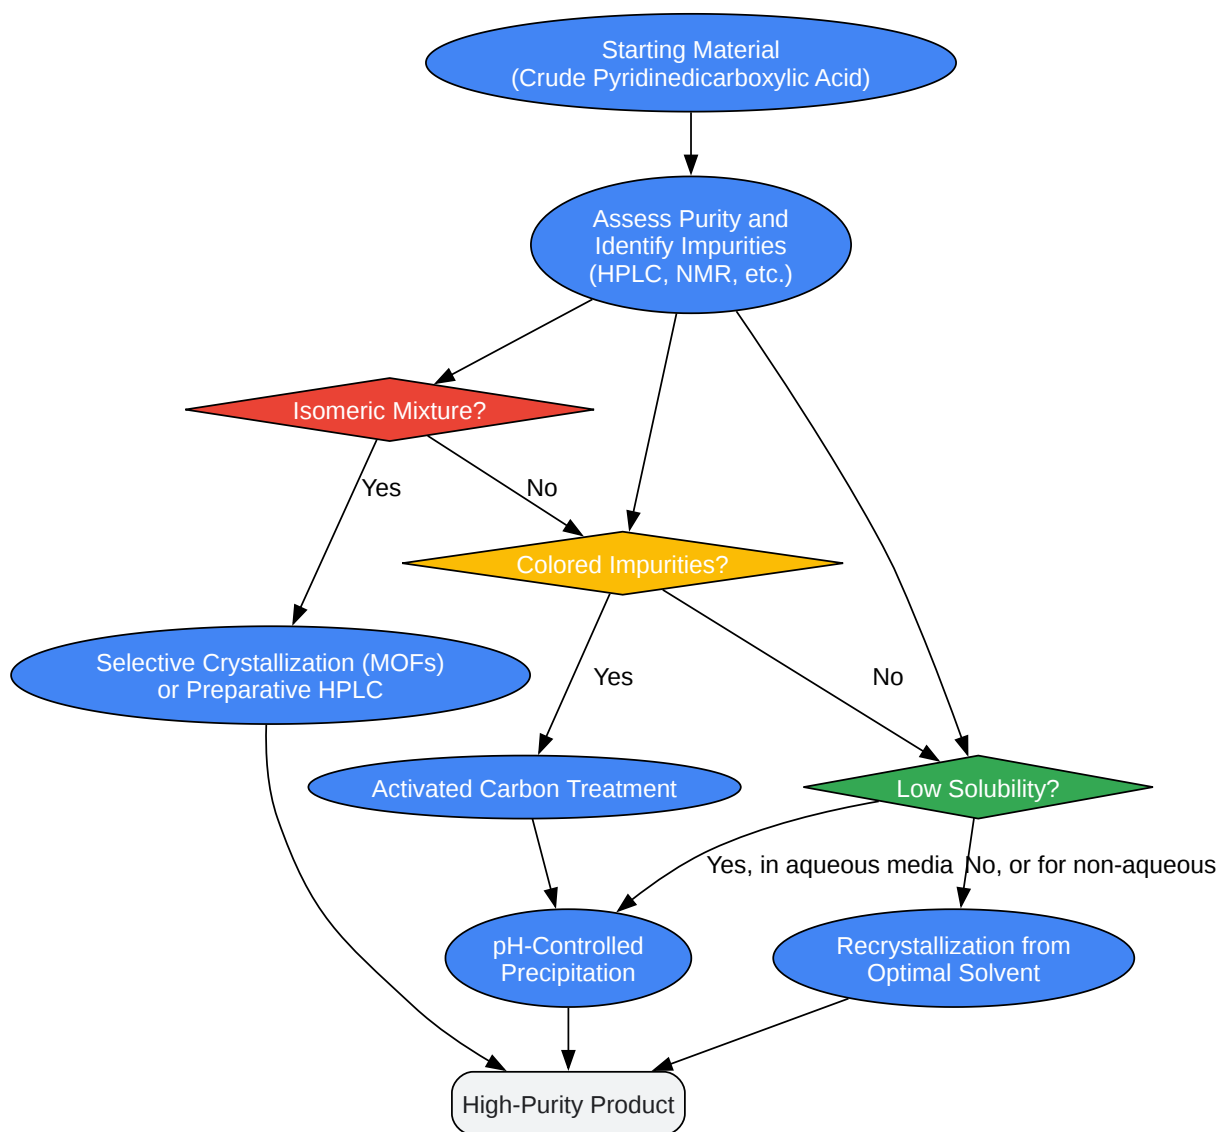 Starting Material
(Crude Pyridinedicarboxylic Acid)
Assess Purity and
Identify Impurities
(HPLC, NMR, etc.)
Isomeric Mixture?
Yes
No
Colored Impurities?
Selective Crystallization (MOFs)
or Preparative HPLC
Yes
No
Activated Carbon Treatment
Low Solubility?
Yes, in aqueous media
No, or for non-aqueous
pH-Controlled
Precipitation
Recrystallization from
Optimal Solvent
High-Purity Product